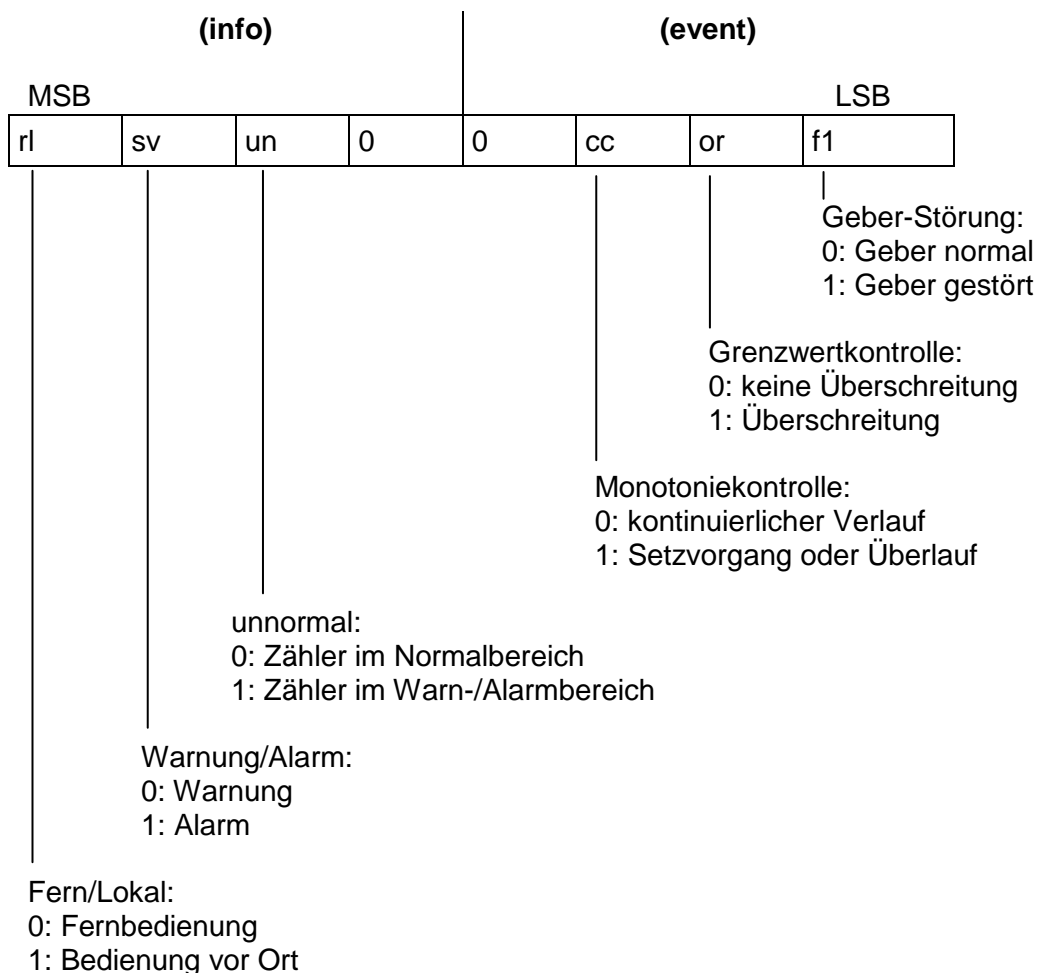 (info) (event)
MSB LSB
rl sv un 0 0 cc or f1
Geber-Störung:
0: Geber normal
1: Geber gestört
Grenzwertkontrolle:
0: keine Überschreitung
1: Überschreitung
Monotoniekontrolle:
0: kontinuierlicher Verlauf
1: Setzvorgang oder Überlauf
unnormal:
0: Zähler im Normalbereich
1: Zähler im Warn-/Alarmbereich
Warnung/Alarm:
0: Warnung
1: Alarm
Fern/Lokal:
0: Fernbedienung
1: Bedienung vor Ort